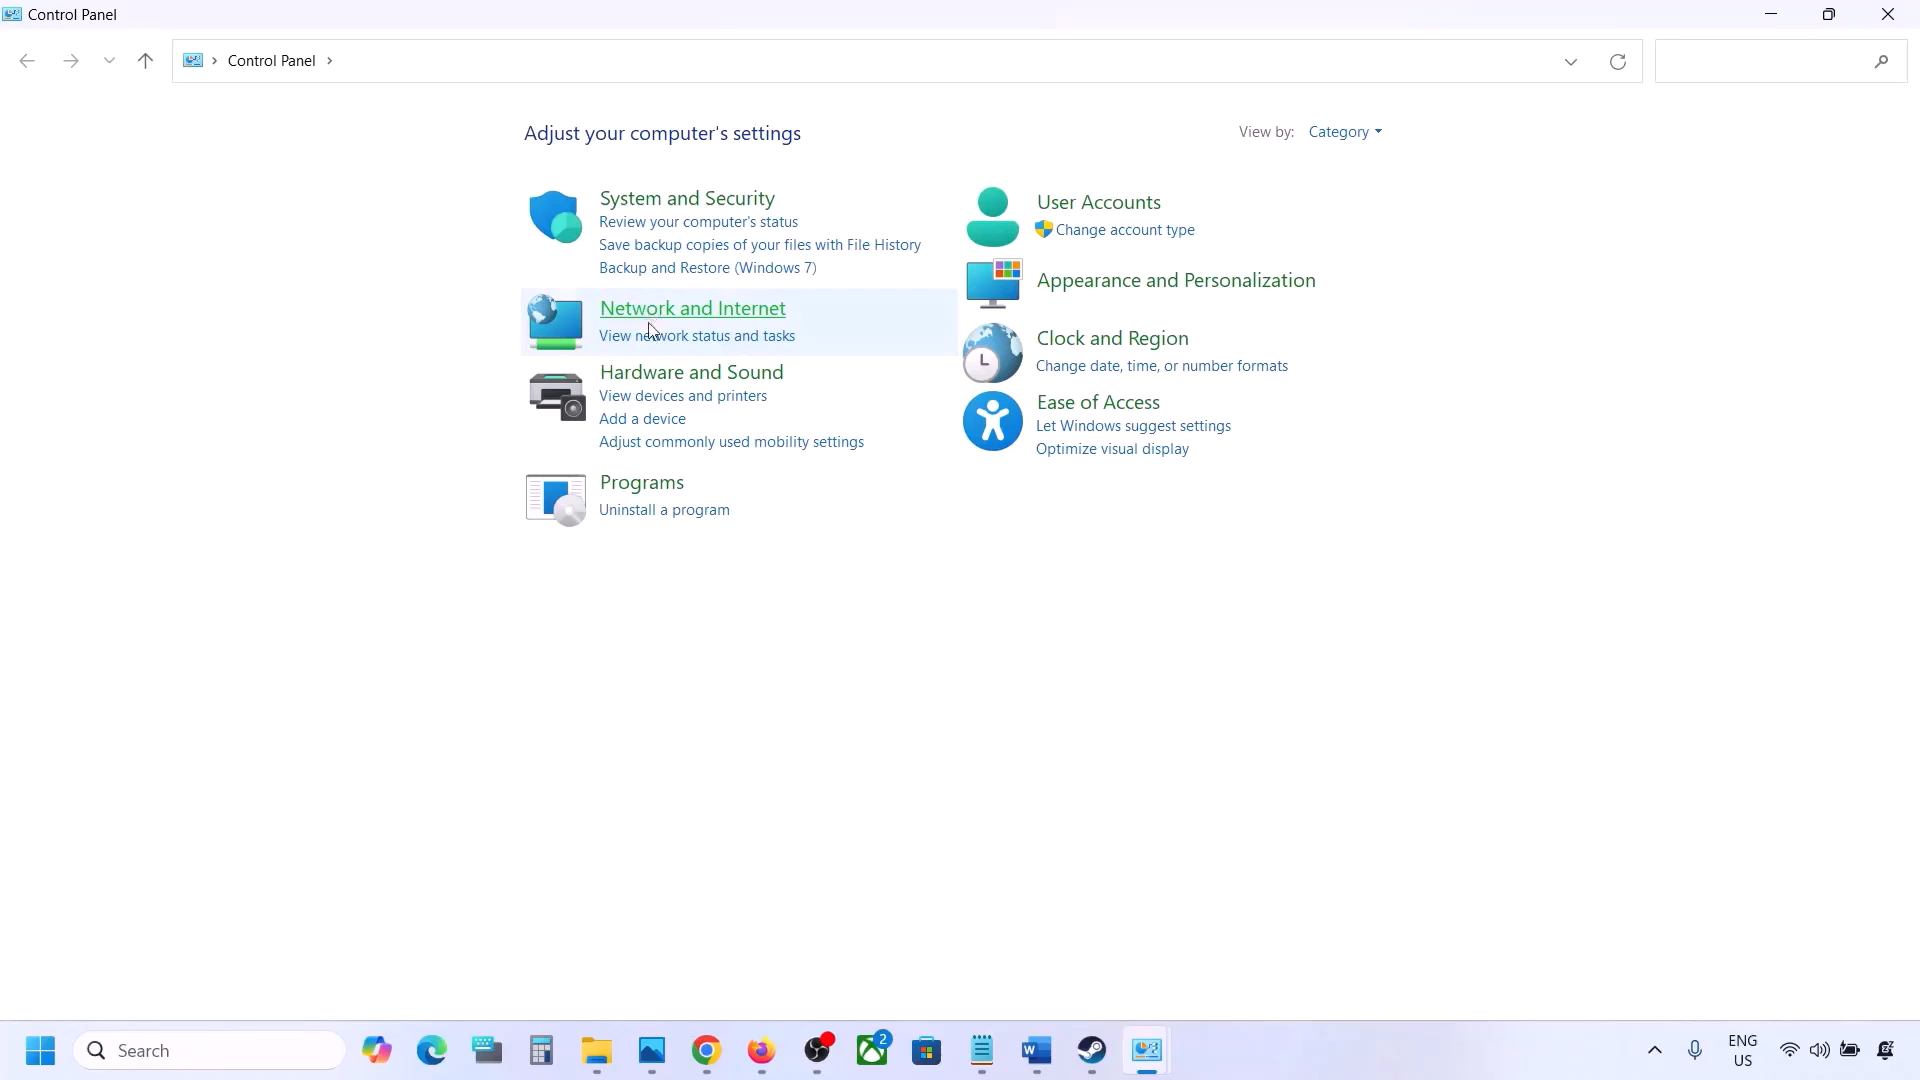 Control Panel
Control Panel
Adjust your computer's settings
View by: Category
System and Security
Review your computer's status
Save backup copies of your files with File History
Backup and Restore (Windows 7)
Network and Internet
View network status and tasks
Hardware and Sound
View devices and printers
Add a device
Adjust commonly used mobility settings
Programs
Uninstall a program
User Accounts
Change account type
Appearance and Personalization
Clock and Region
Change date, time, or number formats
Ease of Access
Let Windows suggest settings
Optimize visual display
Search
2
ENG
US